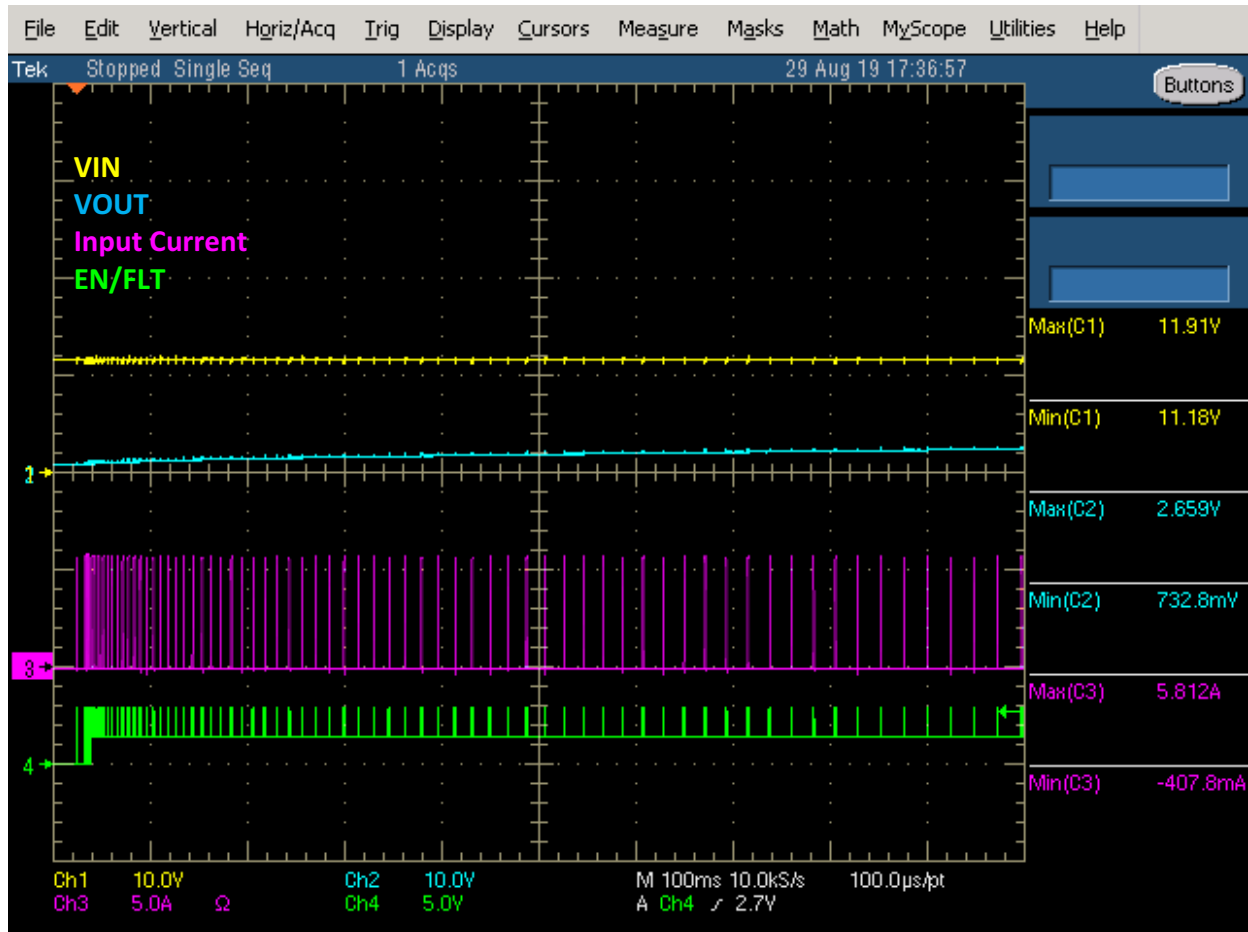 File Edit Vertical Horiz/Acq Trig Display Cursors Measure Masks Math MyScope Utilities Help
Tek Stopped Single Seq 1 Acqs 29 Aug 19 17:36:57 Buttons
VIN
VOUT
Input Current
EN/FLT
Max(C1) 11.91V
Min(C1) 11.18V
Max(C2) 2.659V
Min(C2) 732.8mV
3
Max(C3) 5.812A
4
Min(C3) -407.8mA
Ch1 10.0V Ch2 10.0V M 100ms 10.0kS/s 100.0µs/pt
Ch3 5.0A Ω Ch4 5.0V A Ch4 / 2.7V